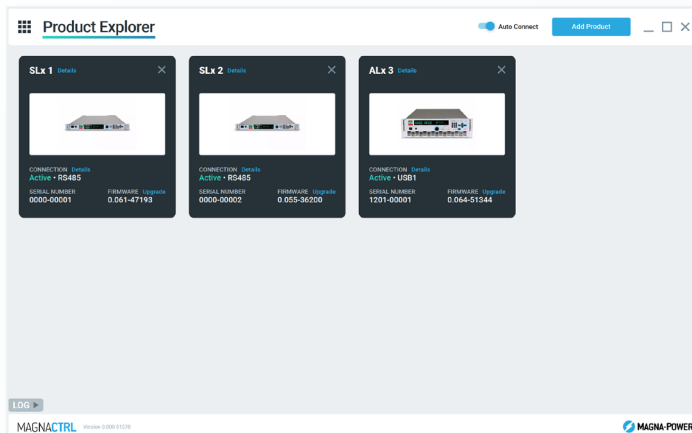 Product Explorer
Auto Connect
Add Product
SLx 1 Details
CONNECTION Details
Active • RS485
SERIAL NUMBER FIRMWARE Upgrade
0000-00001 0.061-47193
SLx 2 Details
CONNECTION Details
Active • RS485
SERIAL NUMBER FIRMWARE Upgrade
0000-00002 0.055-36200
ALx 3 Details
CONNECTION Details
Active • USB1
SERIAL NUMBER FIRMWARE Upgrade
1201-00001 0.064-51344
LOG
MAGNACTRL Version
MAGNA-POWER